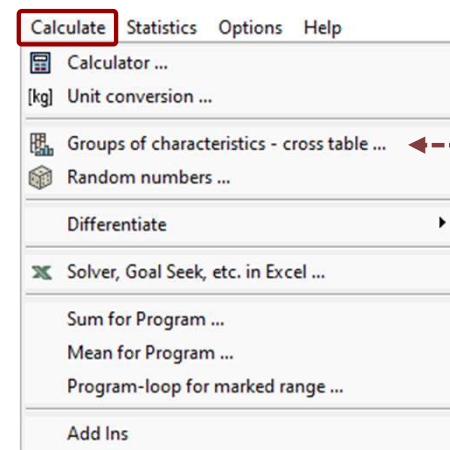 Calculate Statistics Options Help
Calculator ...
[kg] Unit conversion ...
Groups of characteristics - cross table ...
Random numbers ...
Differentiate
Solver, Goal Seek, etc. in Excel ...
Sum for Program ...
Mean for Program ...
Program-loop for marked range ...
Add Ins